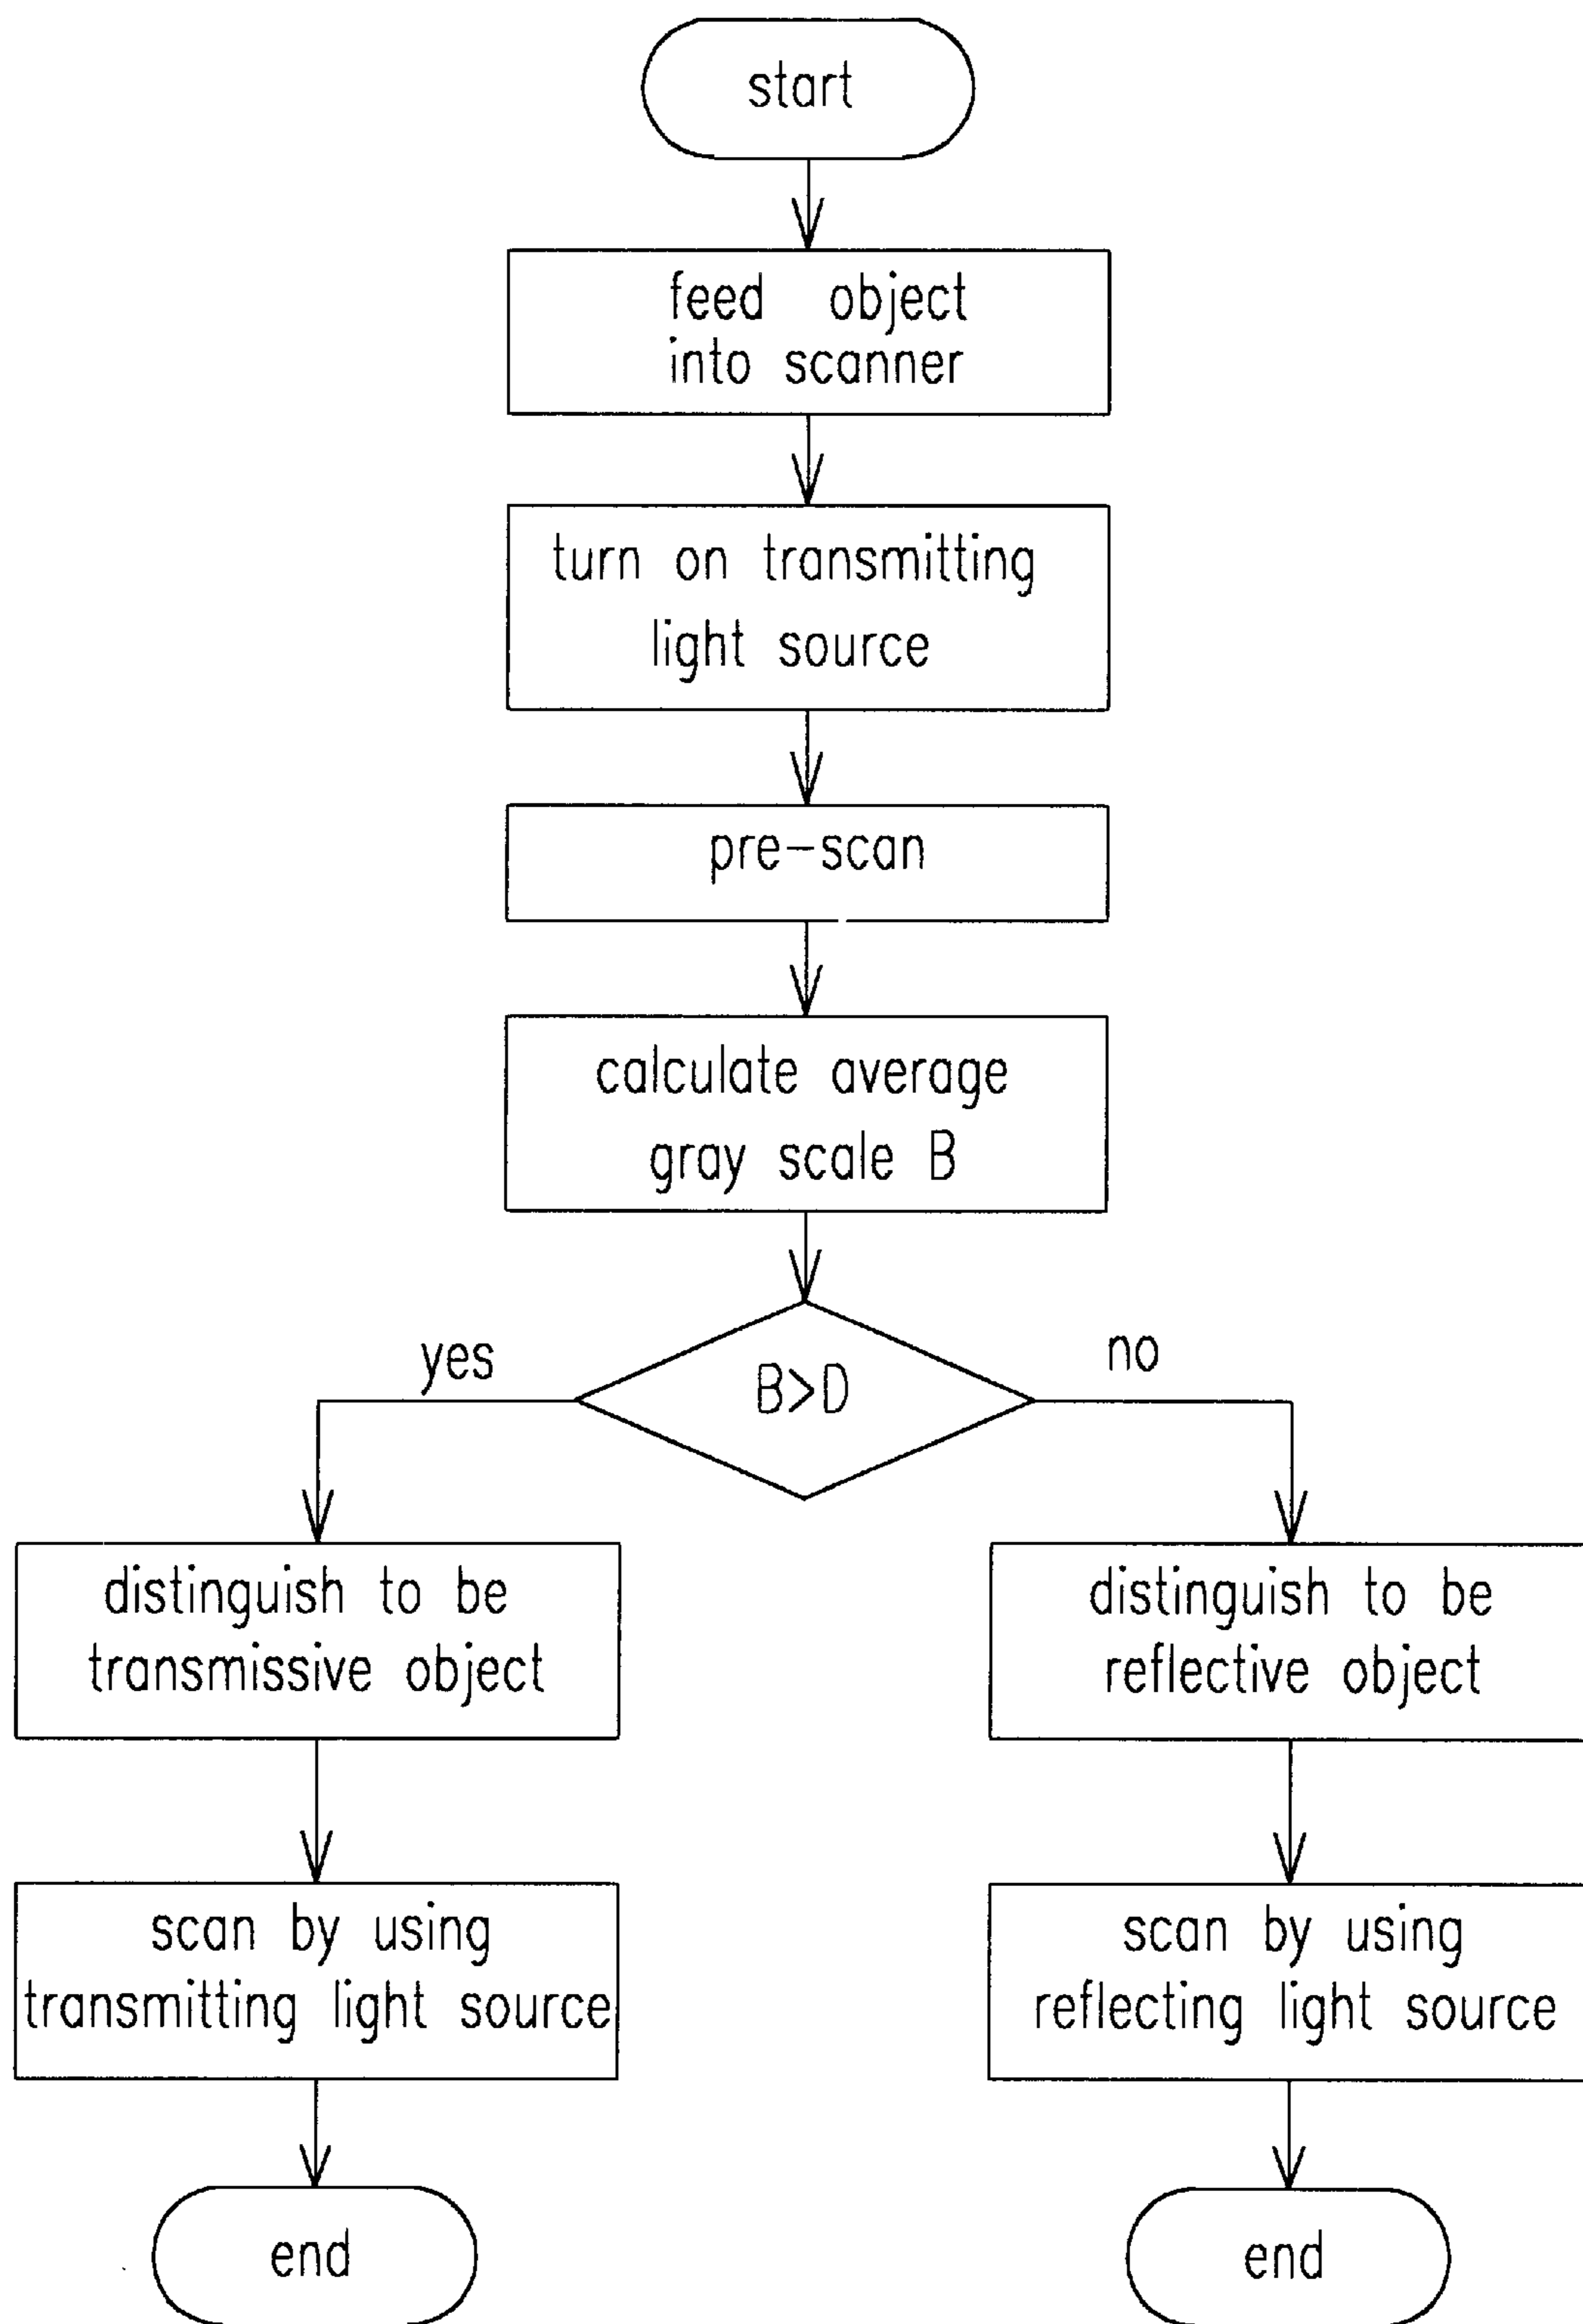 start
feed object
into scanner
turn on transmitting
light source
pre-scan
calculate average
gray scale B
B>D
yes
no
distinguish to be
transmissive object
distinguish to be
reflective object
scan by using
transmitting light source
scan by using
reflecting light source
end
end